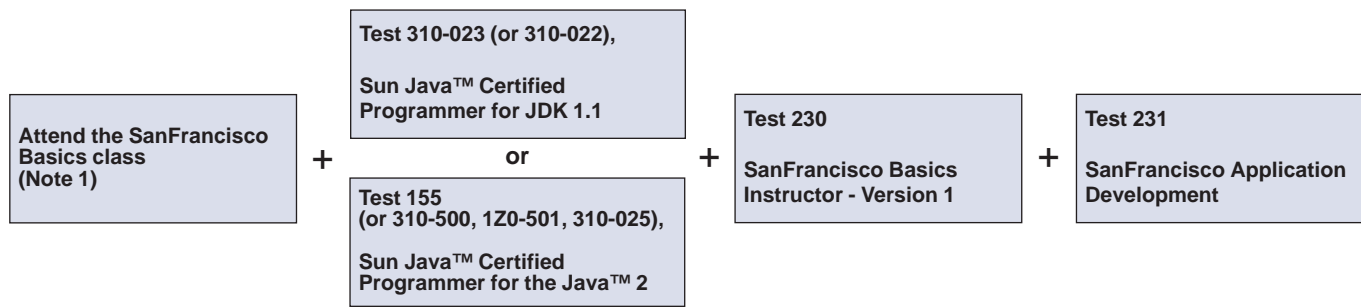 Attend the SanFrancisco
Basics class
(Note 1)
+
Test 310-023 (or 310-022),
Sun Java™ Certified
Programmer for JDK 1.1
or
Test 155
(or 310-500, 1Z0-501, 310-025),
Sun Java™ Certified
Programmer for the Java™ 2
+
Test 230
SanFrancisco Basics
Instructor - Version 1
+
Test 231
SanFrancisco Application
Development